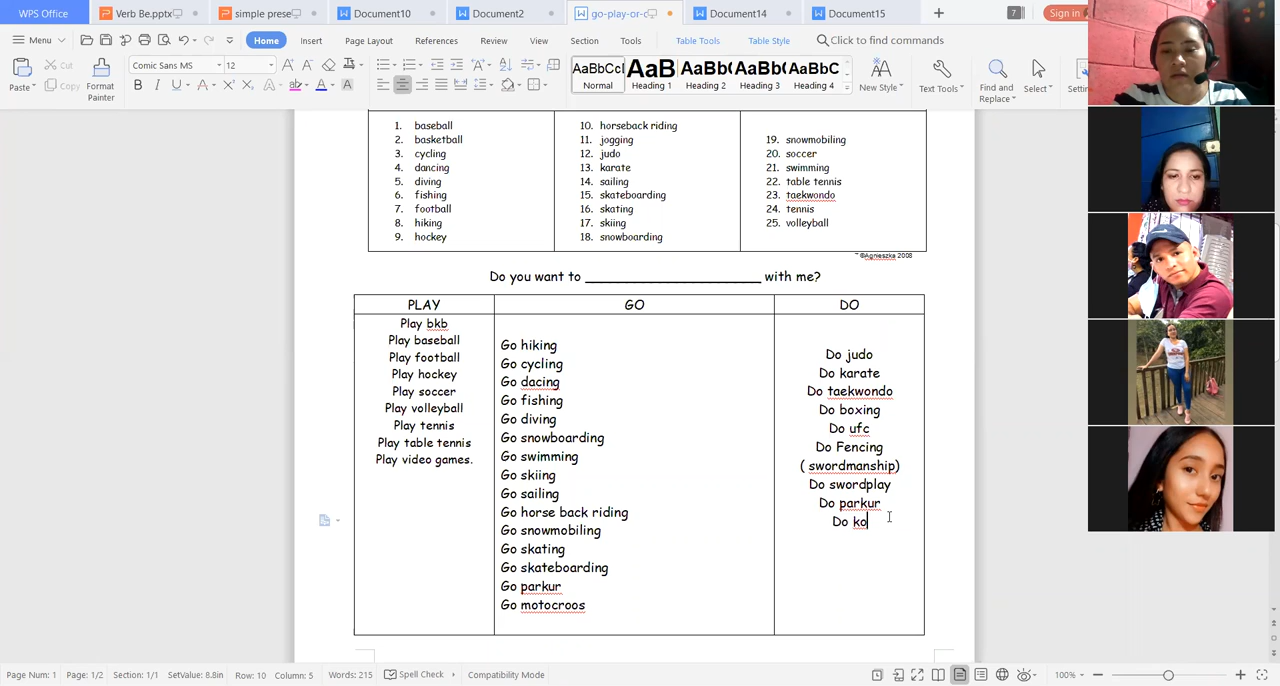 WPS Office
Verb Be.pptx
simple prese
Document10
Document2
go-play-or-c
Document14
Document15
7
Sign in
Menu
Home
Insert
Page Layout
References
Review
View
Section
Tools
Table Tools
Table Style
Click to find commands
Paste
Cut
Copy
Format
Painter
Comic Sans MS
12
B I U A X² X₂ A ab A A
AaBbCcI
Normal
AaB
Heading 1
AaBb(
Heading 2
AaBb(
Heading 3
AaBbC
Heading 4
New Style
Text Tools
Find and
Replace
Select
Setti
1. baseball
2. basketball
3. cycling
4. dancing
5. diving
6. fishing
7. football
8. hiking
9. hockey
10. horseback riding
11. jogging
12. judo
13. karate
14. sailing
15. skateboarding
16. skating
17. skiing
18. snowboarding
19. snowmobiling
20. soccer
21. swimming
22. table tennis
23. taekwondo
24. tennis
25. volleyball
©Agnieszka 2008
Do you want to ______________________ with me?
PLAY
Play bkb
Play baseball
Play football
Play hockey
Play soccer
Play volleyball
Play tennis
Play table tennis
Play video games.
GO
Go hiking
Go cycling
Go dacing
Go fishing
Go diving
Go snowboarding
Go swimming
Go skiing
Go sailing
Go horse back riding
Go snowmobiling
Go skating
Go skateboarding
Go parkur
Go motocroos
DO
Do judo
Do karate
Do taekwondo
Do boxing
Do ufc
Do Fencing
( swordmanship)
Do swordplay
Do parkur
Do ko
Page Num: 1
Page: 1/2
Section: 1/1
SetValue: 8.8in
Row: 10
Column: 5
Words: 215
Spell Check
Compatibility Mode
100%